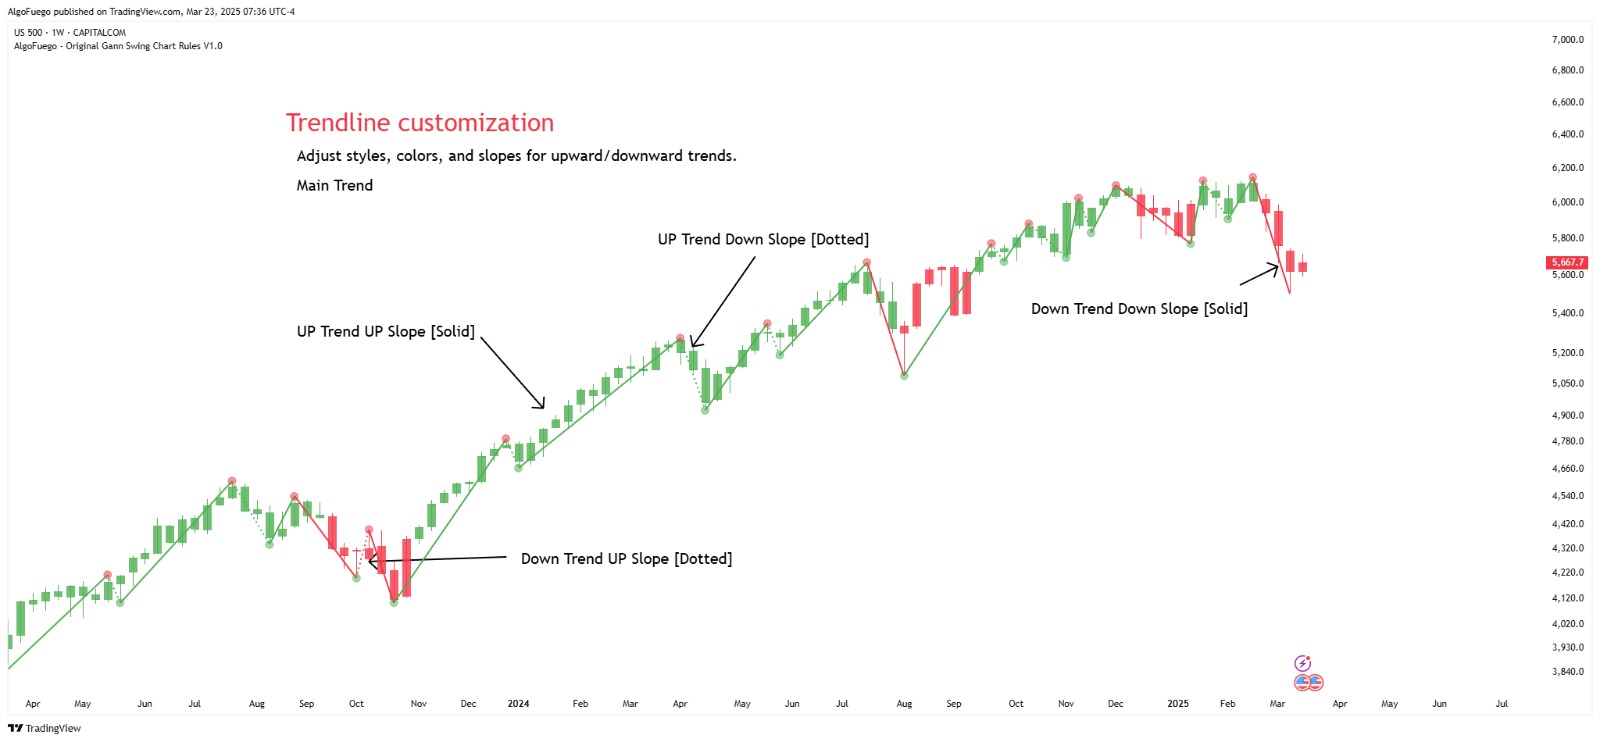 AlgoFuego published on TradingView.com, Mar 23, 2025 07:36 UTC-4
US 500 · 1W · CAPITALCOM
AlgoFuego - Original Gann Swing Chart Rules V1.0
Trendline customization
Adjust styles, colors, and slopes for upward/downward trends.
Main Trend
UP Trend Down Slope [Dotted]
UP Trend UP Slope [Solid]
Down Trend Down Slope [Solid]
Down Trend UP Slope [Dotted]
7,000.0
6,800.0
6,600.0
6,400.0
6,200.0
6,000.0
5,800.0
5,667.7
5,600.0
5,400.0
5,200.0
5,050.0
4,900.0
4,780.0
4,660.0
4,540.0
4,420.0
4,320.0
4,220.0
4,120.0
4,020.0
3,930.0
3,840.0
Apr May Jun Jul Aug Sep Oct Nov Dec 2024 Feb Mar Apr May Jun Jul Aug Sep Oct Nov Dec 2025 Feb Mar Apr May Jun Jul
TradingView